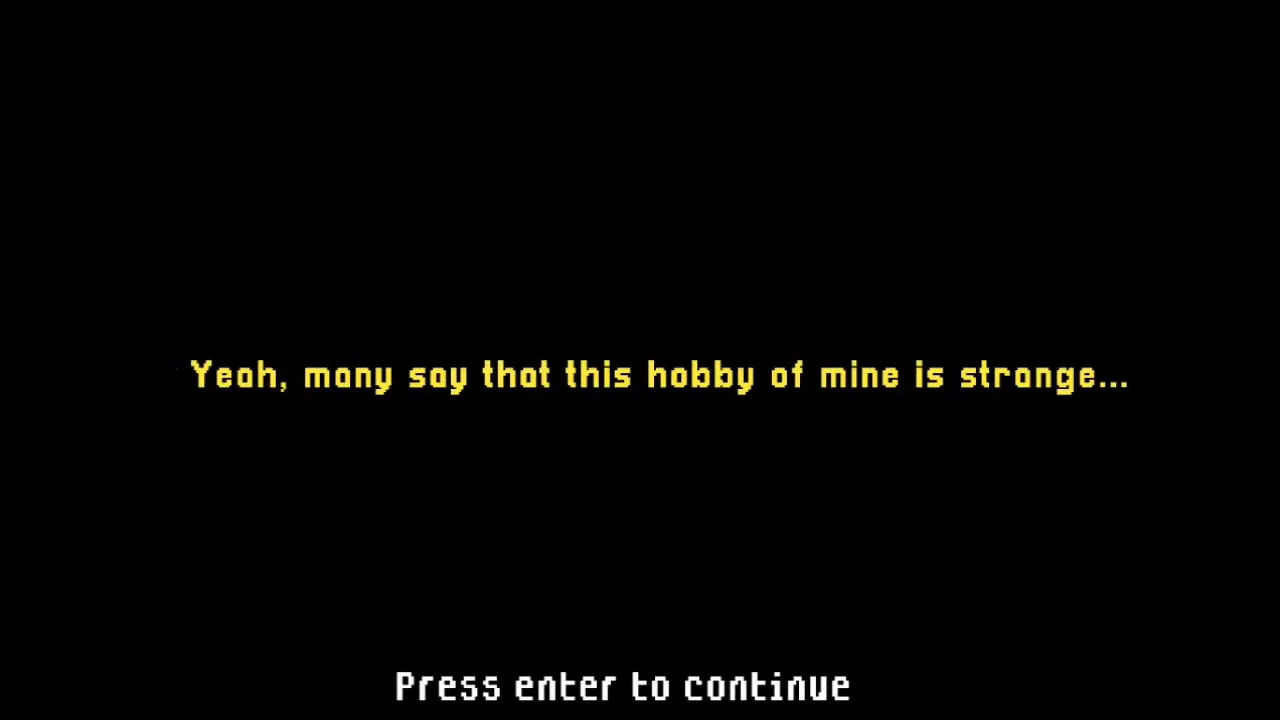 Yeah, many say that this hobby of mine is strange...
Press enter to continue